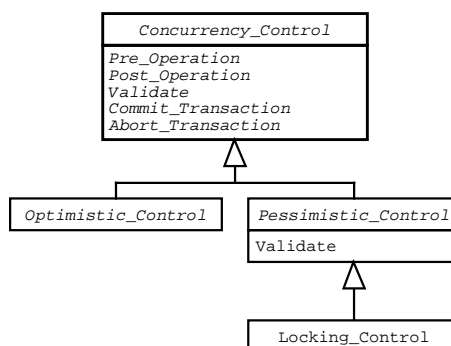 Concurrency_Control
Pre_Operation
Post_Operation
Validate
Commit_Transaction
Abort_Transaction
Optimistic_Control
Pessimistic_Control
Validate
Locking_Control